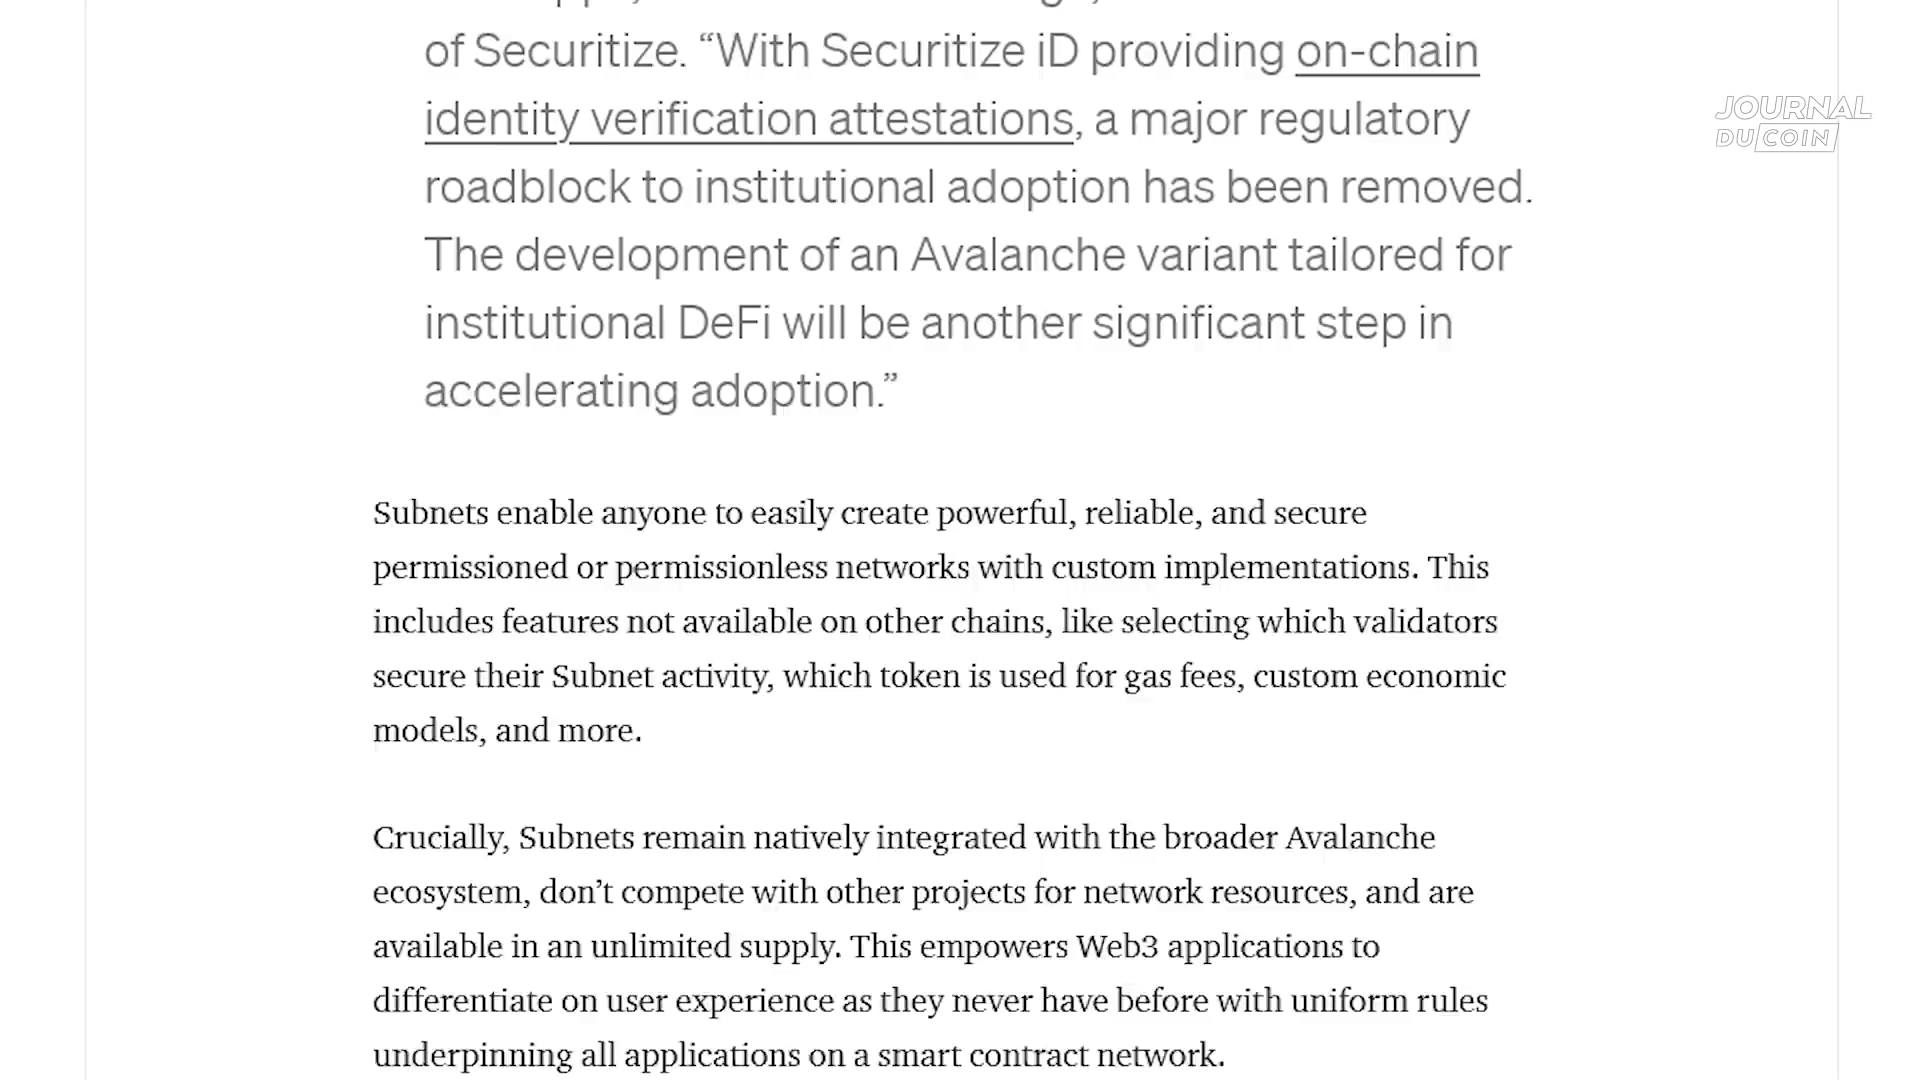 of Securitize. “With Securitize iD providing on-chain
identity verification attestations, a major regulatory
roadblock to institutional adoption has been removed.
The development of an Avalanche variant tailored for
institutional DeFi will be another significant step in
accelerating adoption.”
Subnets enable anyone to easily create powerful, reliable, and secure
permissioned or permissionless networks with custom implementations. This
includes features not available on other chains, like selecting which validators
secure their Subnet activity, which token is used for gas fees, custom economic
models, and more.
Crucially, Subnets remain natively integrated with the broader Avalanche
ecosystem, don’t compete with other projects for network resources, and are
available in an unlimited supply. This empowers Web3 applications to
differentiate on user experience as they never have before with uniform rules
underpinning all applications on a smart contract network.
JOURNAL
DU COIN